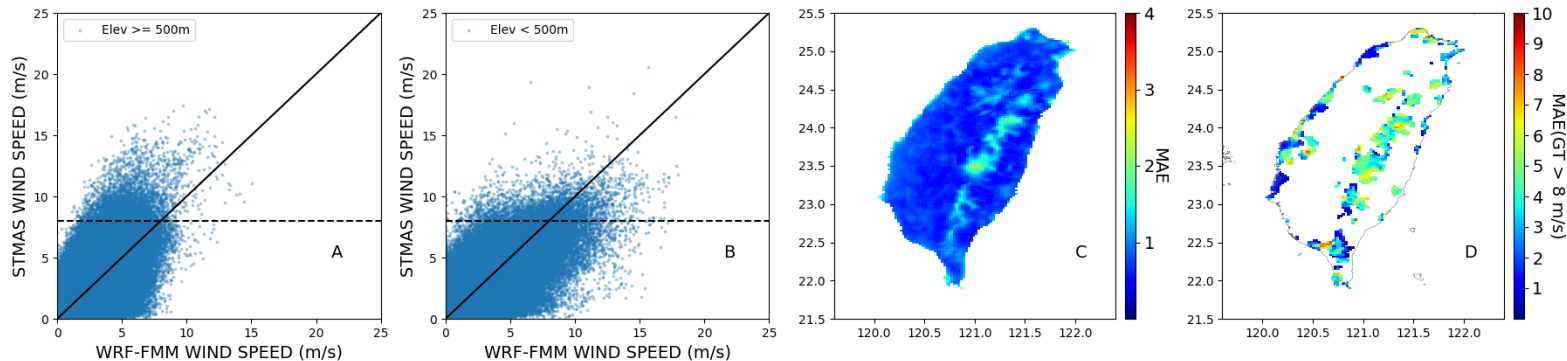 STMAS WIND SPEED (m/s)
25
20
15
10
5
0
Elev >= 500m
A
0 5 10 15 20 25
WRF-FMM WIND SPEED (m/s)
STMAS WIND SPEED (m/s)
25
20
15
10
5
0
Elev < 500m
B
0 5 10 15 20 25
WRF-FMM WIND SPEED (m/s)
25.5
25.0
24.5
24.0
23.5
23.0
22.5
22.0
21.5
C
120.0 120.5 121.0 121.5 122.0
4
3
2
1
MAE
25.5
25.0
24.5
24.0
23.5
23.0
22.5
22.0
21.5
D
120.0 120.5 121.0 121.5 122.0
10
9
8
7
6
5
4
3
2
1
MAE(GT > 8 m/s)